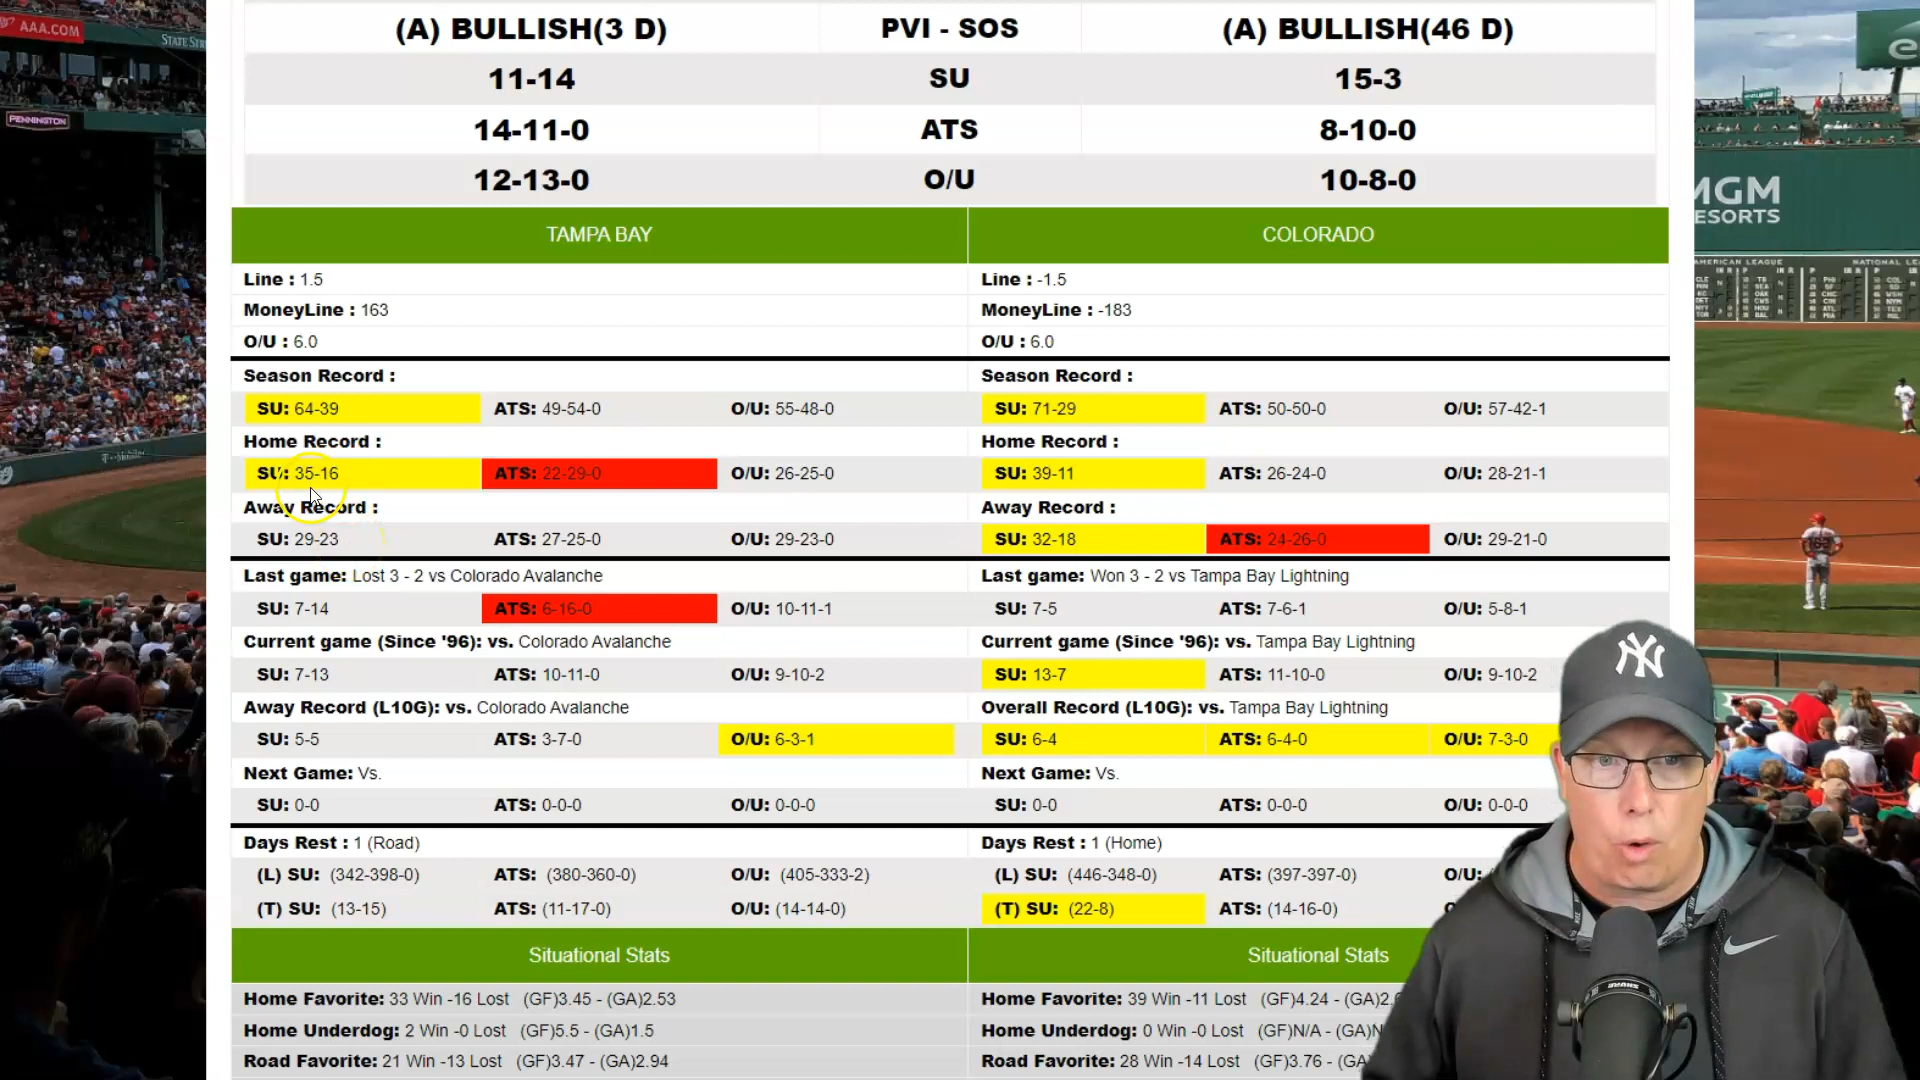 (A) BULLISH(3 D) PVI - SOS (A) BULLISH(46 D)
11-14 SU 15-3
14-11-0 ATS 8-10-0
12-13-0 O/U 10-8-0
TAMPA BAY COLORADO
Line : 1.5 Line : -1.5
MoneyLine : 163 MoneyLine : -183
O/U : 6.0 O/U : 6.0
Season Record : Season Record :
SU: 64-39 ATS: 49-54-0 O/U: 55-48-0 SU: 71-29 ATS: 50-50-0 O/U: 57-42-1
Home Record : Home Record :
SU: 35-16 ATS: 22-29-0 O/U: 26-25-0 SU: 39-11 ATS: 26-24-0 O/U: 28-21-1
Away Record : Away Record :
SU: 29-23 ATS: 27-25-0 O/U: 29-23-0 SU: 32-18 ATS: 24-26-0 O/U: 29-21-0
Last game: Lost 3 - 2 vs Colorado Avalanche Last game: Won 3 - 2 vs Tampa Bay Lightning
SU: 7-14 ATS: 6-16-0 O/U: 10-11-1 SU: 7-5 ATS: 7-6-1 O/U: 5-8-1
Current game (Since '96): vs. Colorado Avalanche Current game (Since '96): vs. Tampa Bay Lightning
SU: 7-13 ATS: 10-11-0 O/U: 9-10-2 SU: 13-7 ATS: 11-10-0 O/U: 9-10-2
Away Record (L10G): vs. Colorado Avalanche Overall Record (L10G): vs. Tampa Bay Lightning
SU: 5-5 ATS: 3-7-0 O/U: 6-3-1 SU: 6-4 ATS: 6-4-0 O/U: 7-3-0
Next Game: Vs. Next Game: Vs.
SU: 0-0 ATS: 0-0-0 O/U: 0-0-0 SU: 0-0 ATS: 0-0-0 O/U: 0-0-0
Days Rest : 1 (Road) Days Rest : 1 (Home)
(L) SU: (342-398-0) ATS: (380-360-0) O/U: (405-333-2) (L) SU: (446-348-0) ATS: (397-397-0) O/U:
(T) SU: (13-15) ATS: (11-17-0) O/U: (14-14-0) (T) SU: (22-8) ATS: (14-16-0)
Situational Stats Situational Stats
Home Favorite: 33 Win -16 Lost (GF)3.45 - (GA)2.53 Home Favorite: 39 Win -11 Lost (GF)4.24 - (GA)2.
Home Underdog: 2 Win -0 Lost (GF)5.5 - (GA)1.5 Home Underdog: 0 Win -0 Lost (GF)N/A - (GA)N
Road Favorite: 21 Win -13 Lost (GF)3.47 - (GA)2.94 Road Favorite: 28 Win -14 Lost (GF)3.76 - (GA
AAA.COM
STATE STR
PENNINGTON
MGM
RESORTS
AMERICAN LEAGUE NATIONAL LE
NY
SHURE